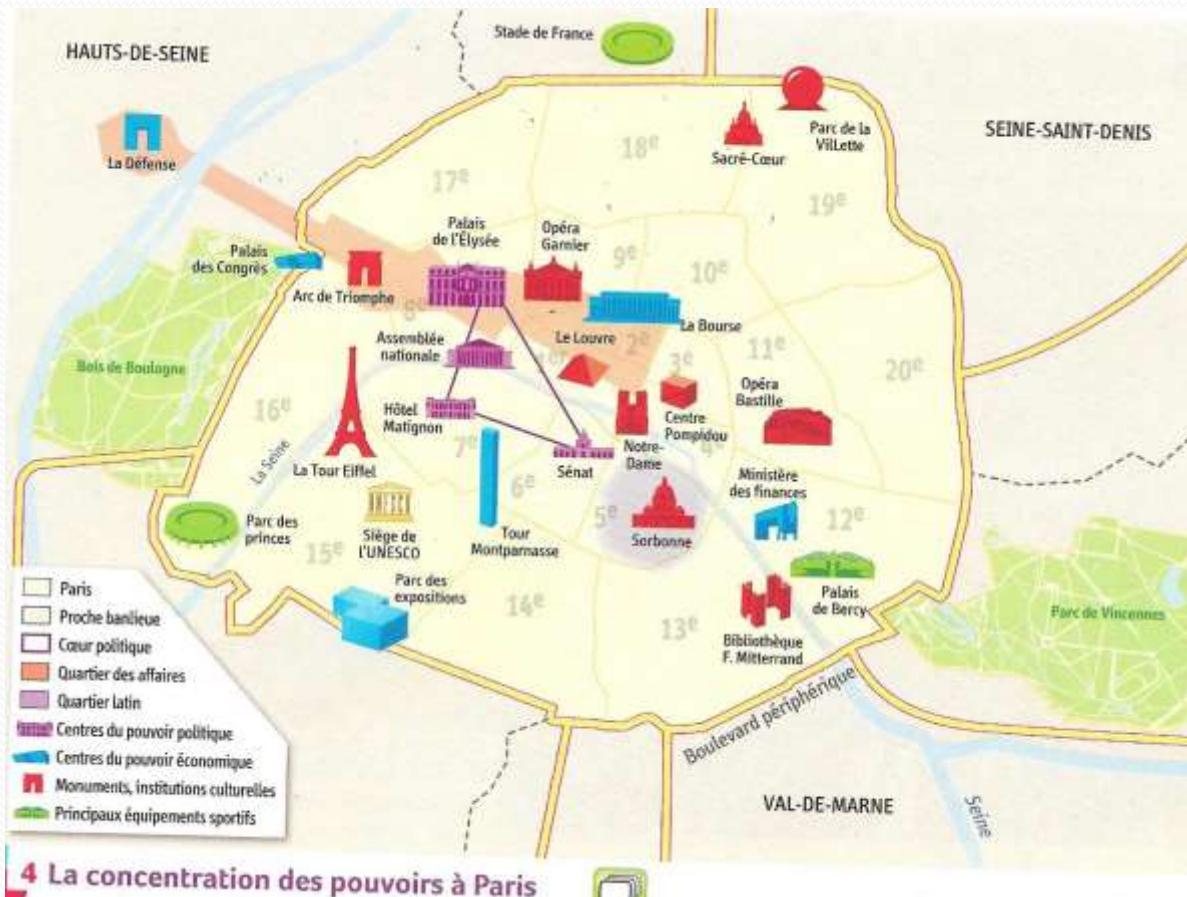 HAUTS-DE-SEINE
Stade de France
SEINE-SAINT-DENIS
La Défense
Parc de la
VilLette
Sacré-Cœur
18e
17e
19e
Palais
de l'Élysée
Opéra
Garnier
Palais
des Congrès
9e
10e
Arc de Triomphe
8e
La Bourse
Assemblée
nationale
Le Louvre
1er
2e
3e
11e
20e
Bois de Boulogne
Opéra
Bastille
16e
Hôtel
Matignon
Centre
Pompidou
La Seine
La Tour Eiffel
7e
Sénat
Notre-
Dame
4e
Ministère
des finances
6e
5e
12e
Parc des
princes
UNESCO
Siège de
l'UNESCO
Tour
Montparnasse
Sorbonne
15e
Parc des
expositions
14e
13e
Palais
de Bercy
Parc de Vincennes
Bibliothèque
F. Mitterrand
Boulevard périphérique
VAL-DE-MARNE
Seine
Paris
Proche banlieue
Cœur politique
Quartier des affaires
Quartier latin
Centres du pouvoir politique
Centres du pouvoir économique
Monuments, institutions culturelles
Principaux équipements sportifs
4 La concentration des pouvoirs à Paris